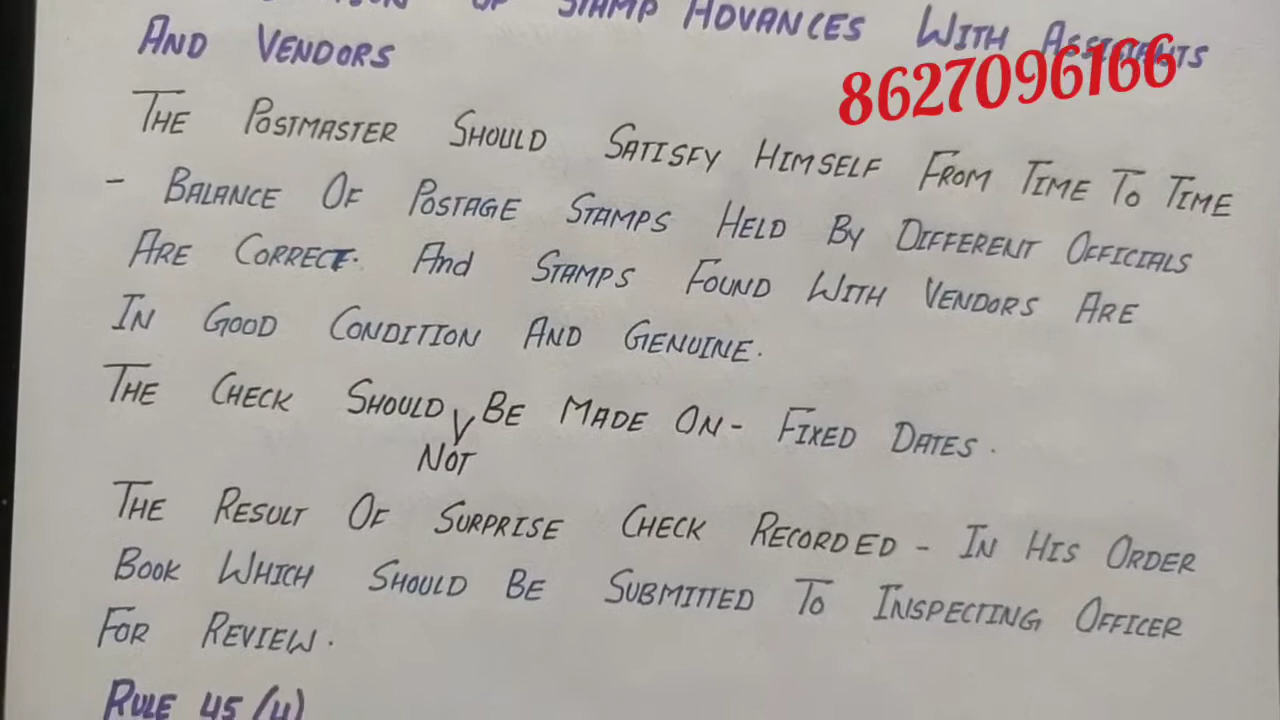 OF STAMP ADVANCES WITH ASSISTANTS
AND VENDORS
8627096166
THE POSTMASTER SHOULD SATISFY HIMSELF FROM TIME TO TIME
- BALANCE OF POSTAGE STAMPS HELD BY DIFFERENT OFFICIALS
ARE CORRECT. And STAMPS FOUND WITH VENDORS ARE
IN GOOD CONDITION AND GENUINE.
THE CHECK SHOULD BE MADE ON - FIXED DATES.
NOT
THE RESULT OF SURPRISE CHECK RECORDED - IN HIS ORDER
BOOK WHICH SHOULD BE SUBMITTED TO INSPECTING OFFICER
FOR REVIEW.
RULE 45 (4)